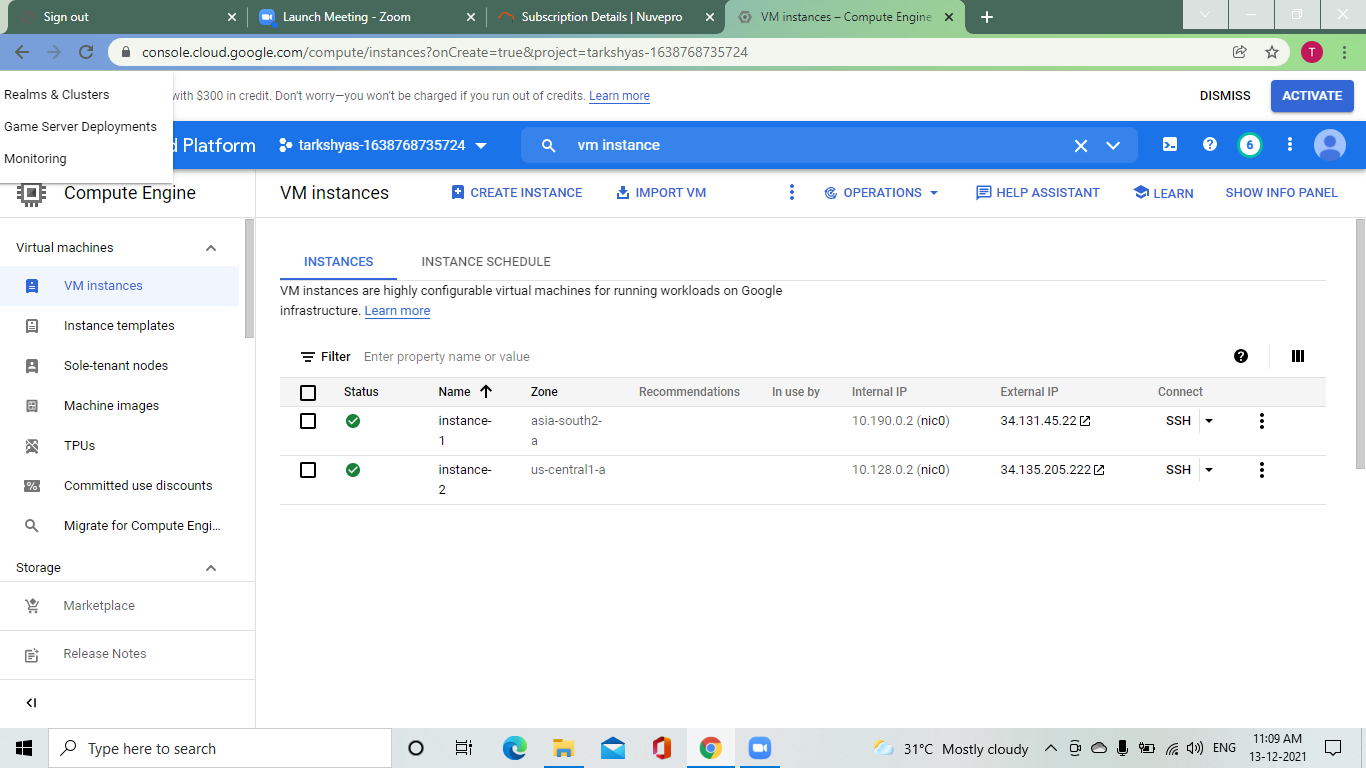 Sign out
Launch Meeting - Zoom
Subscription Details | Nuvepro
VM instances – Compute Engine
console.cloud.google.com/compute/instances?onCreate=true&project=tarkshyas-1638768735724
T
Realms & Clusters
Game Server Deployments
Monitoring
with $300 in credit. Don't worry—you won't be charged if you run out of credits. Learn more
DISMISS
ACTIVATE
d Platform
tarkshyas-1638768735724
vm instance
6
Compute Engine
VM instances
CREATE INSTANCE
IMPORT VM
OPERATIONS
HELP ASSISTANT
LEARN
SHOW INFO PANEL
Virtual machines
VM instances
Instance templates
Sole-tenant nodes
Machine images
TPUs
Committed use discounts
Migrate for Compute Engi...
Storage
Marketplace
Release Notes
INSTANCES
INSTANCE SCHEDULE
VM instances are highly configurable virtual machines for running workloads on Google
infrastructure. Learn more
Filter Enter property name or value
Status Name Zone Recommendations In use by Internal IP External IP Connect
instance- asia-south2- 10.190.0.2 (nic0) 34.131.45.22 SSH
1 a
instance- us-central1-a 10.128.0.2 (nic0) 34.135.205.222 SSH
2
Type here to search
31°C Mostly cloudy
ENG
11:09 AM
13-12-2021